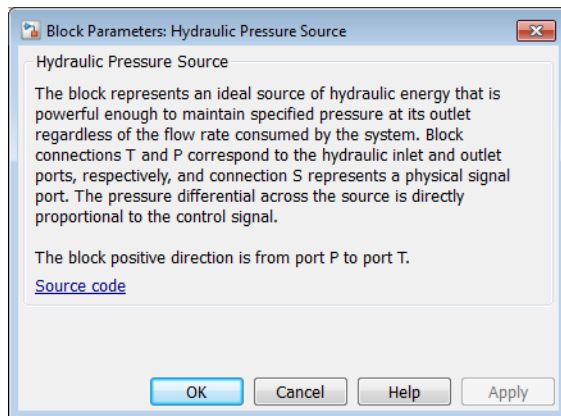 Block Parameters: Hydraulic Pressure Source
Hydraulic Pressure Source
The block represents an ideal source of hydraulic energy that is
powerful enough to maintain specified pressure at its outlet
regardless of the flow rate consumed by the system. Block
connections T and P correspond to the hydraulic inlet and outlet
ports, respectively, and connection S represents a physical signal
port. The pressure differential across the source is directly
proportional to the control signal.
The block positive direction is from port P to port T.
Source code
OK Cancel Help Apply